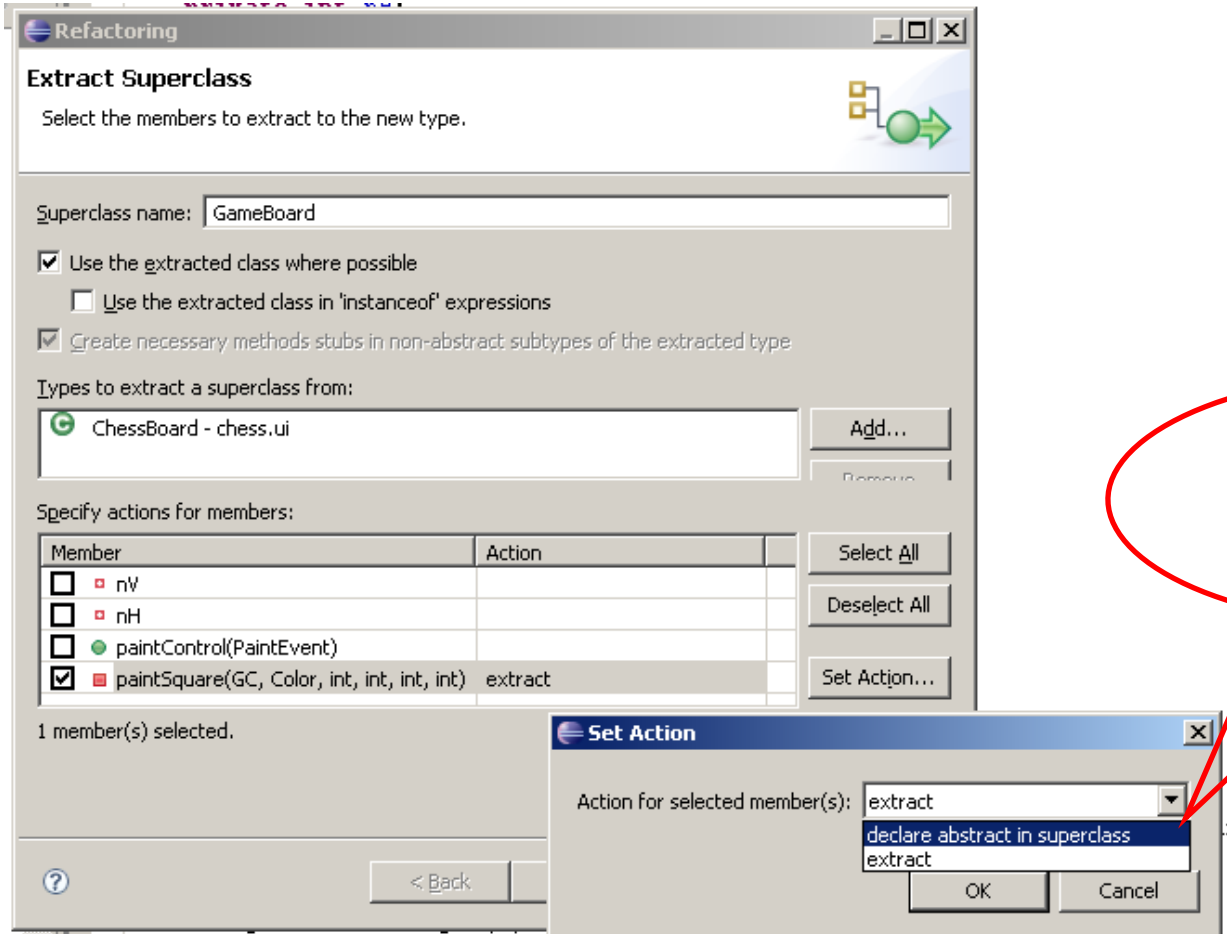 private int
Refactoring
Extract Superclass
Select the members to extract to the new type.
Superclass name: GameBoard
Use the extracted class where possible
Use the extracted class in 'instanceof' expressions
Create necessary methods stubs in non-abstract subtypes of the extracted type
Types to extract a superclass from:
ChessBoard - chess.ui
Add...
Remove
Specify actions for members:
Member Action
nV
nH
paintControl(PaintEvent)
paintSquare(GC, Color, int, int, int, int) extract
Select All
Deselect All
Set Action...
1 member(s) selected.
Set Action
Action for selected member(s): extract
declare abstract in superclass
extract
OK Cancel
? < Back